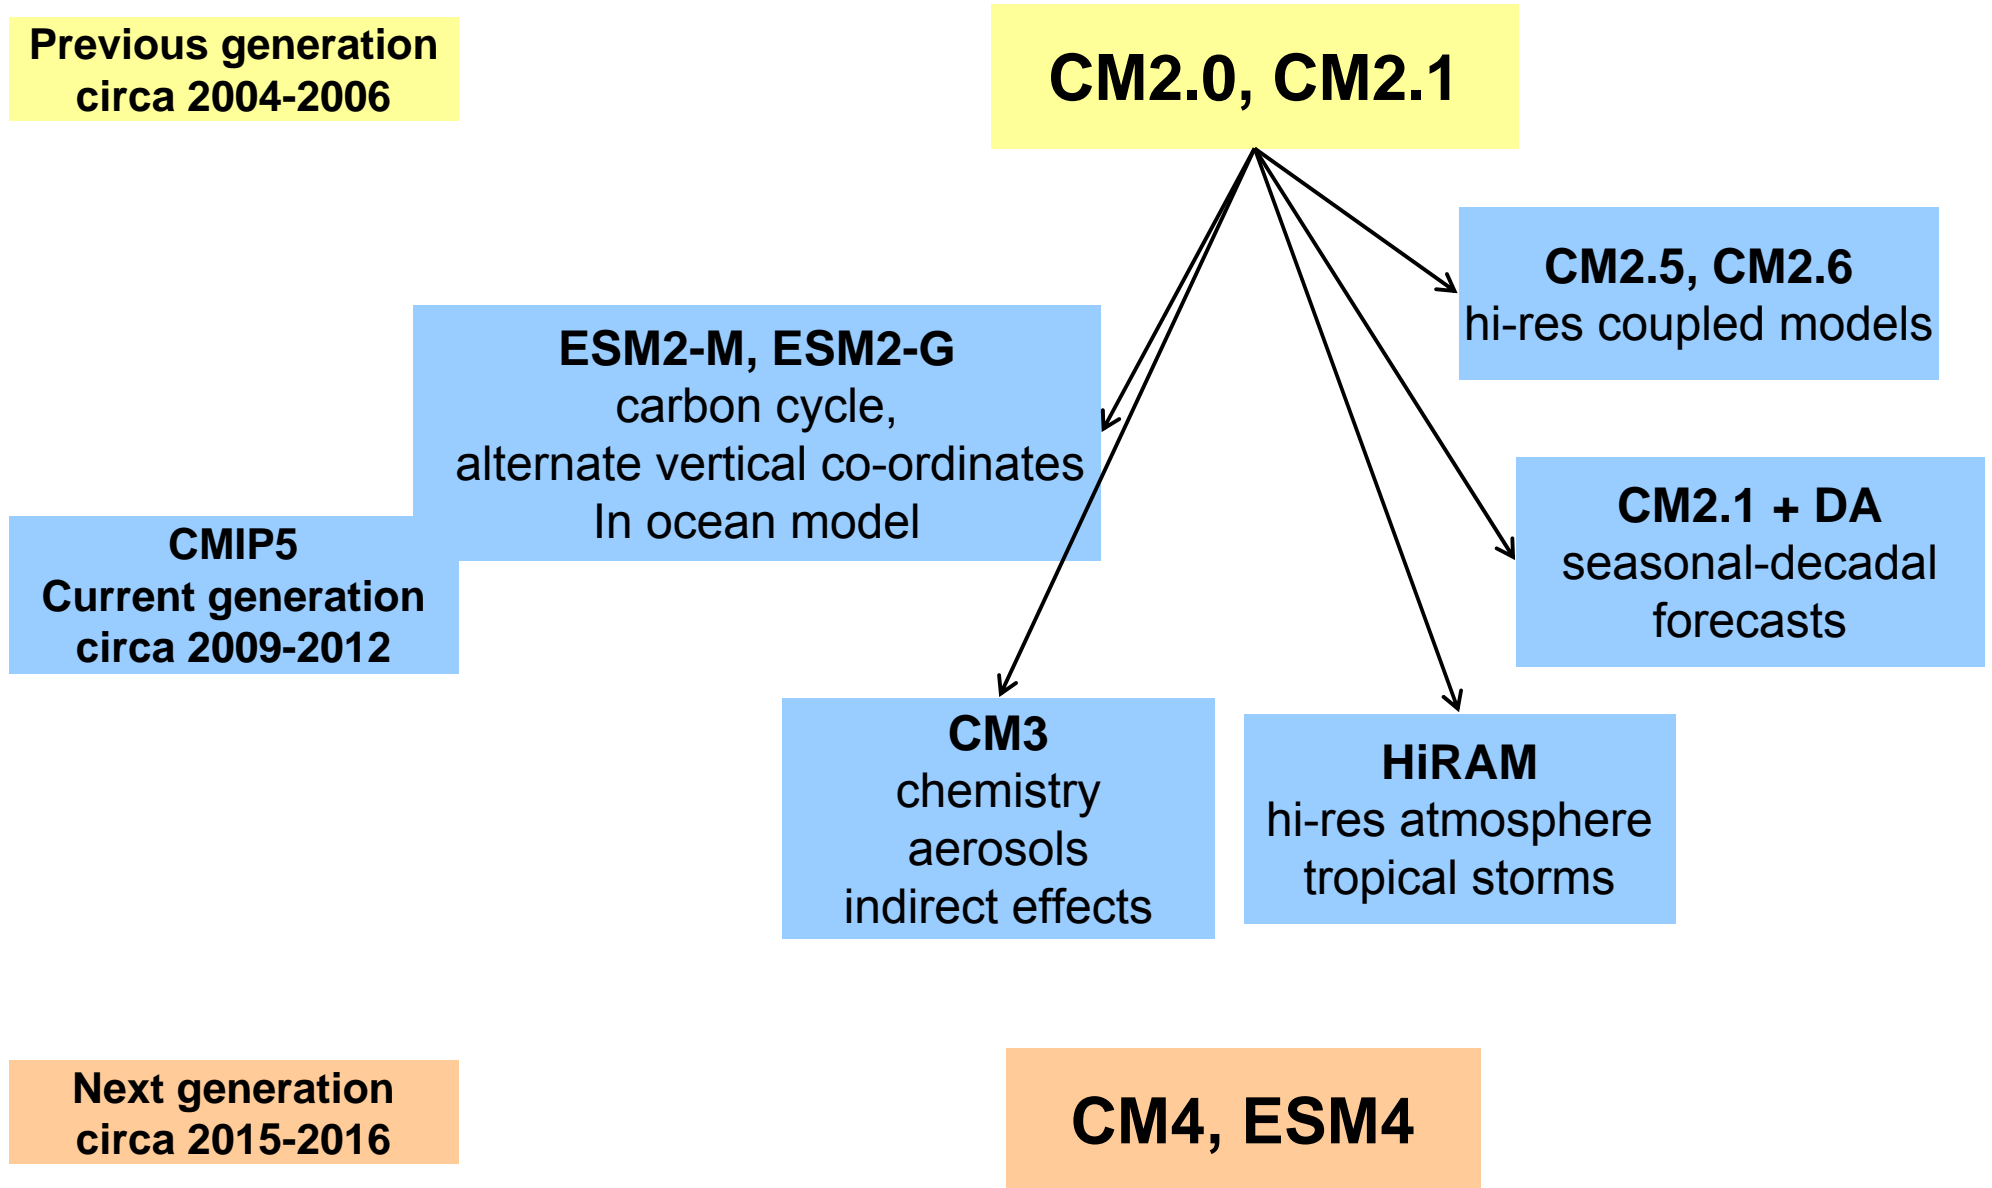 Previous generation
circa 2004-2006
CM2.0, CM2.1
CM2.5, CM2.6
hi-res coupled models
ESM2-M, ESM2-G
carbon cycle,
alternate vertical co-ordinates
In ocean model
CM2.1 + DA
seasonal-decadal
forecasts
CMIP5
Current generation
circa 2009-2012
CM3
chemistry
aerosols
indirect effects
HiRAM
hi-res atmosphere
tropical storms
Next generation
circa 2015-2016
CM4, ESM4